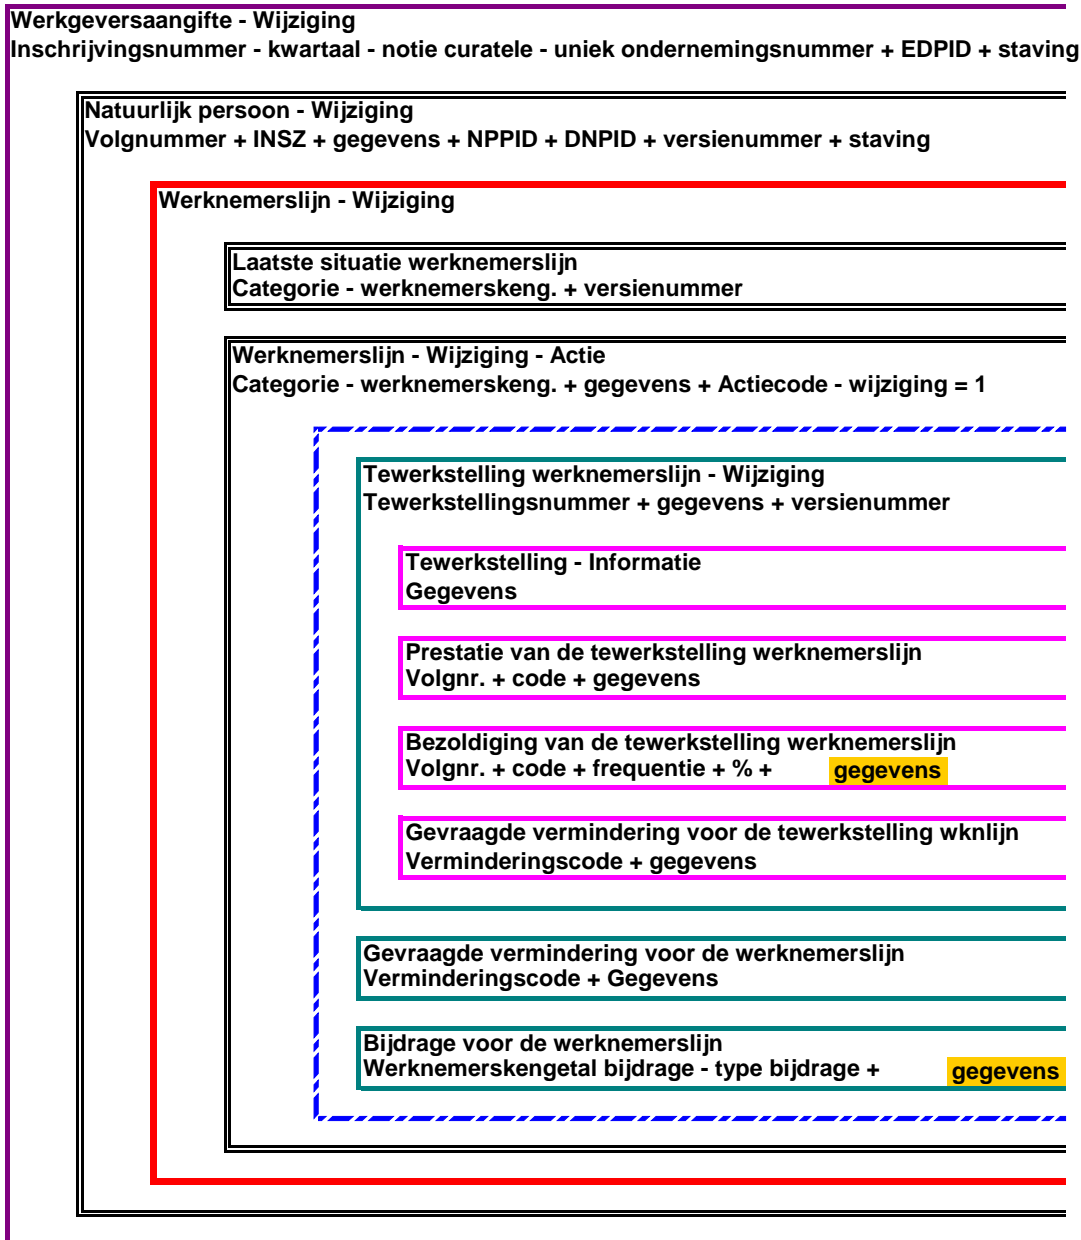 Werkgeversaangifte - Wijziging
Inschrijvingsnummer - kwartaal - notie curatele - uniek ondernemingsnummer + EDPID + staving
Natuurlijk persoon - Wijziging
Volgnummer + INSZ + gegevens + NPPID + DNPID + versienummer + staving
Werknemerslijn - Wijziging
Laatste situatie werknemerslijn
Categorie - werknemerskeng. + versienummer
Werknemerslijn - Wijziging - Actie
Categorie - werknemerskeng. + gegevens + Actiecode - wijziging = 1
Tewerkstelling werknemerslijn - Wijziging
Tewerkstellingsnummer + gegevens + versienummer
Tewerkstelling - Informatie
Gegevens
Prestatie van de tewerkstelling werknemerslijn
Volgnr. + code + gegevens
Bezoldiging van de tewerkstelling werknemerslijn
Volgnr. + code + frequentie + % + gegevens
Gevraagde vermindering voor de tewerkstelling wknlijn
Verminderingscode + gegevens
Gevraagde vermindering voor de werknemerslijn
Verminderingscode + Gegevens
Bijdrage voor de werknemerslijn
Werknemerskengetal bijdrage - type bijdrage + gegevens